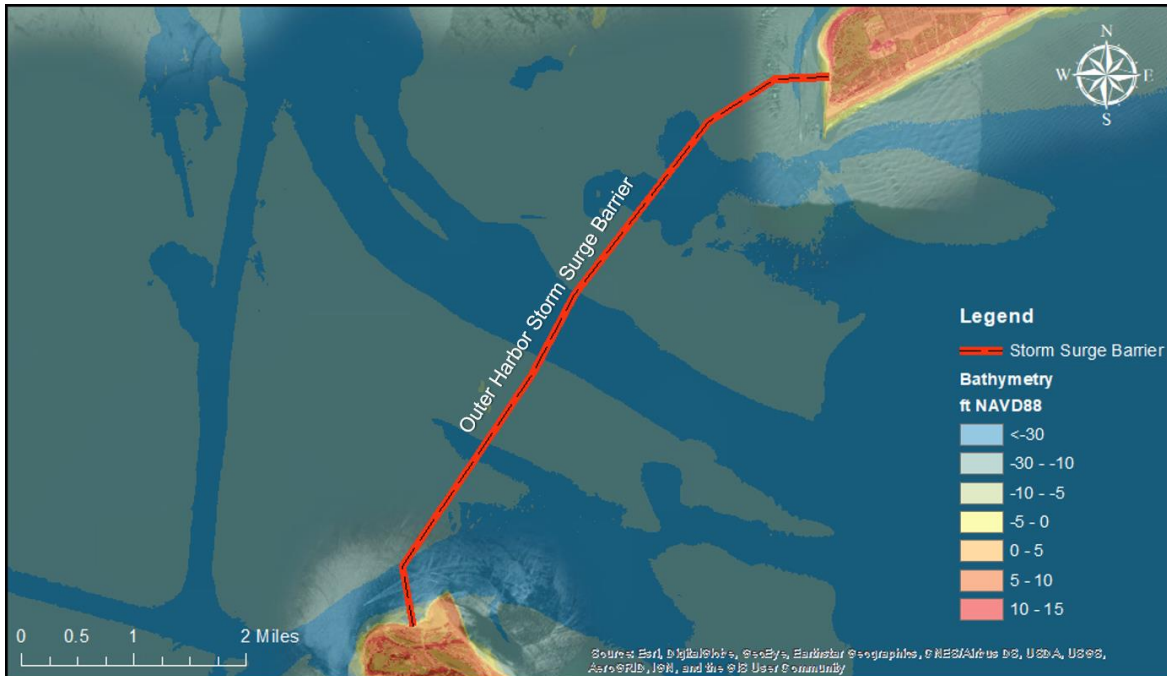 N
W E
S
Outer Harbor Storm Surge Barrier
Legend
Storm Surge Barrier
Bathymetry
ft NAVD88
<-30
-30 - -10
-10 - -5
-5 - 0
0 - 5
5 - 10
10 - 15
0 0.5 1 2 Miles
Source: Esri, DigitalGlobe, GeoEye, Earthstar Geographics, CNES/Airbus DS, USDA, USGS,
AeroGRID, IGN, and the GIS User Community